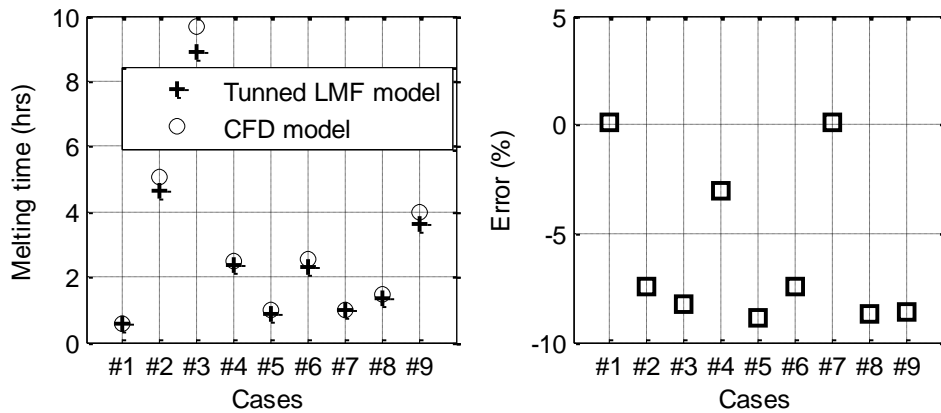 10
8
6
4
2
0
Melting time (hrs)
Tunned LMF model
CFD model
#1 #2 #3 #4 #5 #6 #7 #8 #9
Cases
5
0
-5
-10
Error (%)
#1 #2 #3 #4 #5 #6 #7 #8 #9
Cases